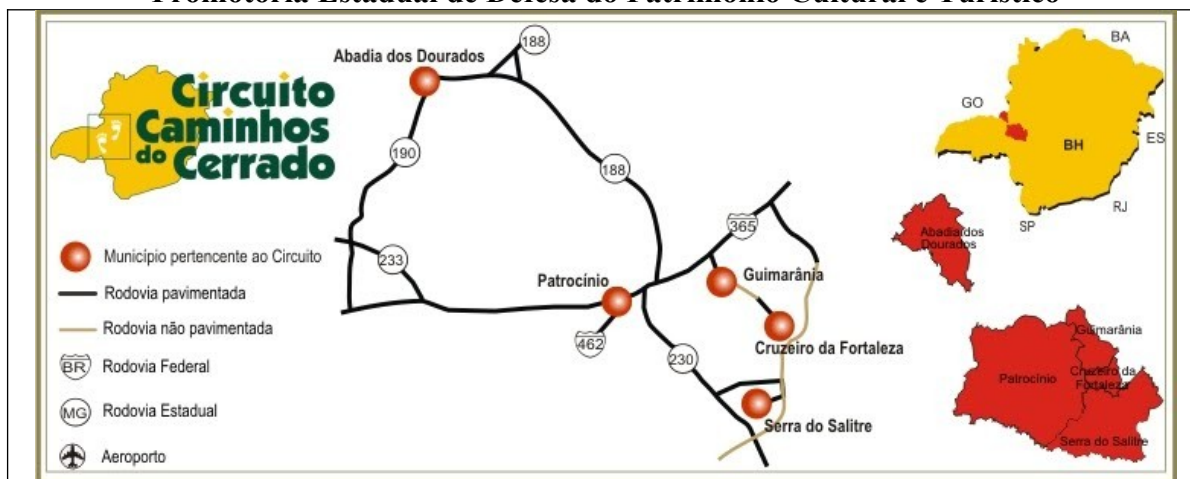 Promotoria Estadual de Defesa do Patrimônio Cultural e Turístico
Circuito
Caminhos
do Cerrado
Abadia dos Dourados
188
190
188
233
365
Patrocínio
Guimarânia
462
230
Cruzeiro da Fortaleza
Serra do Salitre
Município pertencente ao Circuito
Rodovia pavimentada
Rodovia não pavimentada
BR Rodovia Federal
MG Rodovia Estadual
Aeroporto
BA
GO
ES
BH
RJ
SP
Abadia dos
Dourados
Guimarânia
Patrocínio
Cruzeiro da
Fortaleza
Serra do Salitre